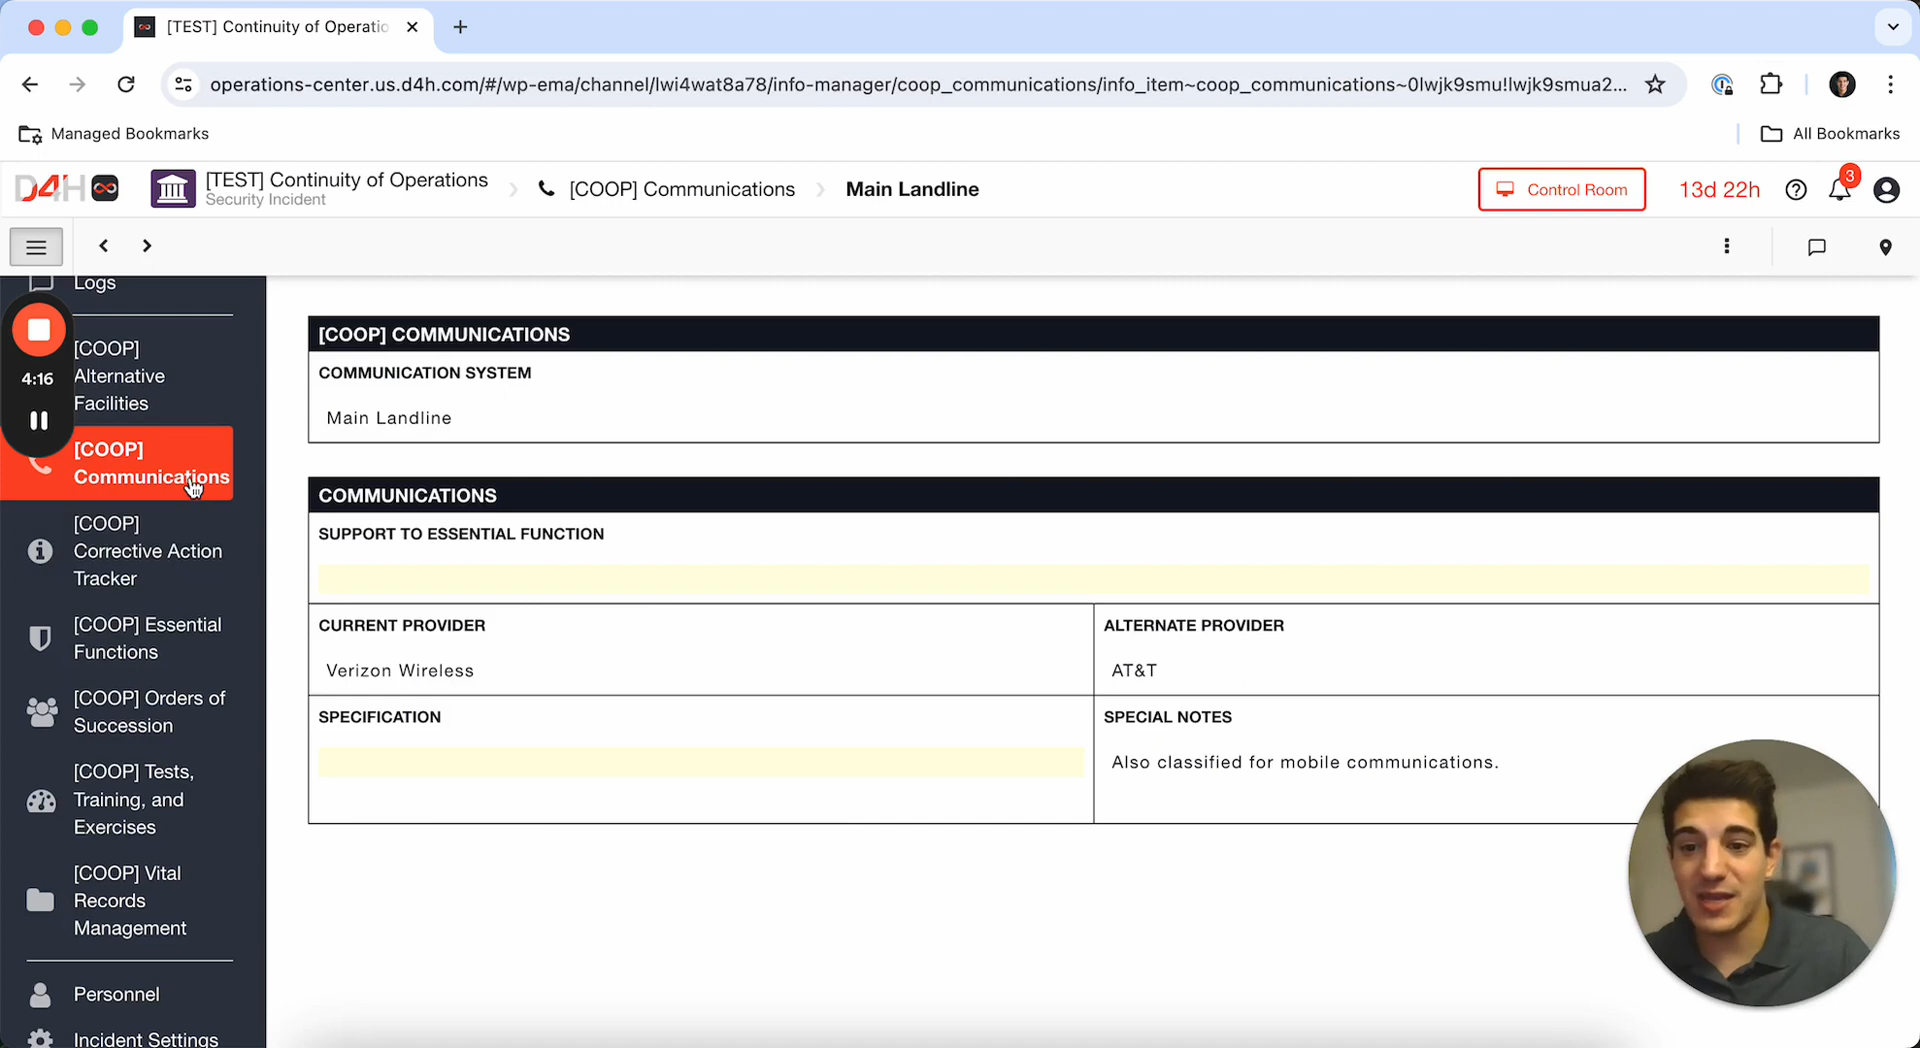 [TEST] Continuity of Operatio
operations-center.us.d4h.com/#/wp-ema/channel/lwi4wat8a78/info-manager/coop_communications/info_item~coop_communications~0lwjk9smu!lwjk9smua2...
Managed Bookmarks
All Bookmarks
D4H
[TEST] Continuity of Operations
Security Incident
[COOP] Communications
Main Landline
Control Room
13d 22h
3
Logs
4:16
[COOP]
Alternative
Facilities
[COOP]
Communications
[COOP]
Corrective Action
Tracker
[COOP] Essential
Functions
[COOP] Orders of
Succession
[COOP] Tests,
Training, and
Exercises
[COOP] Vital
Records
Management
Personnel
Incident Settings
[COOP] COMMUNICATIONS
COMMUNICATION SYSTEM
Main Landline
COMMUNICATIONS
SUPPORT TO ESSENTIAL FUNCTION
CURRENT PROVIDER
Verizon Wireless
ALTERNATE PROVIDER
AT&T
SPECIFICATION
SPECIAL NOTES
Also classified for mobile communications.